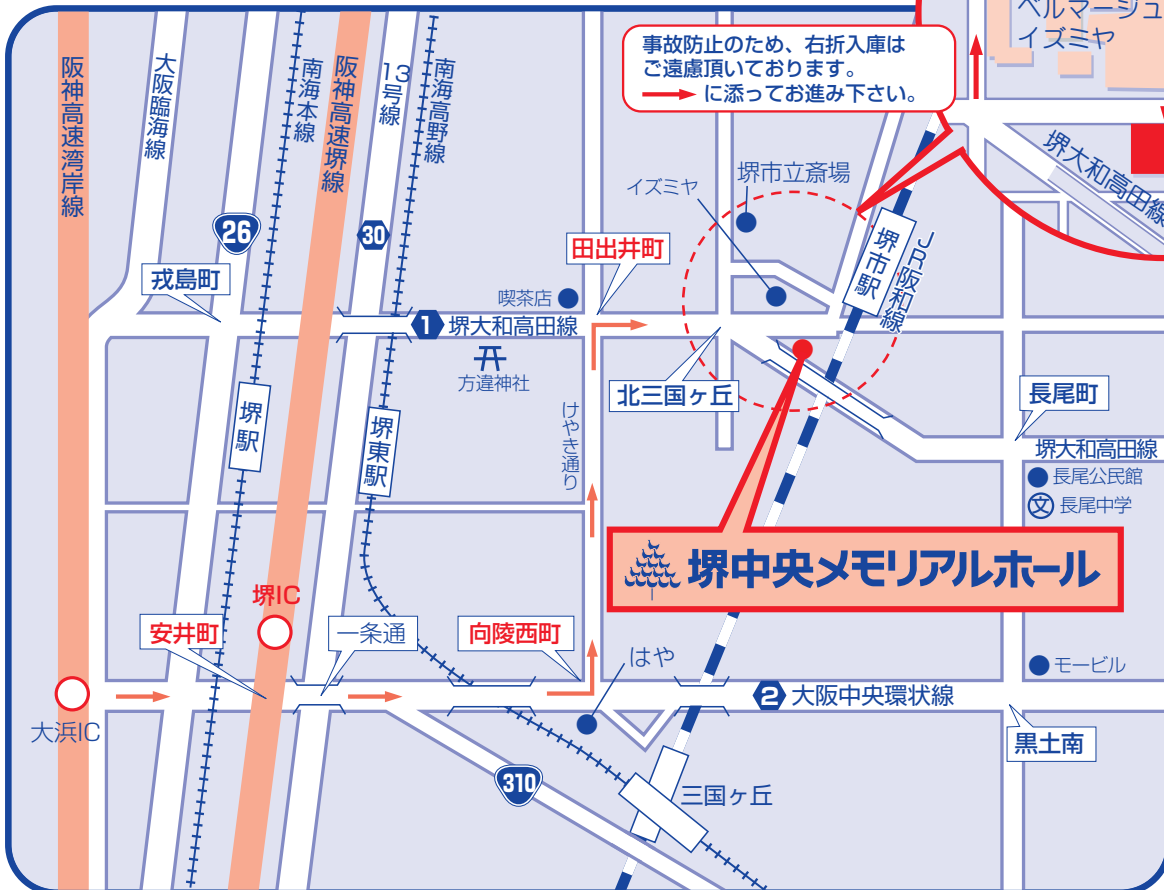 ベルマージュ
イズミヤ
事故防止のため、右折入庫は
ご遠慮頂いております。
に添ってお進み下さい。
阪神高速湾岸線
大阪臨海線
南海本線
阪神高速堺線
13号線
南海高野線
堺大和高田線
堺市立斎場
イズミヤ
26
30
田出井町
堺市駅
JR阪和線
戎島町
喫茶店
1
堺大和高田線
方違神社
北三国ヶ丘
長尾町
堺駅
堺東駅
けやき通り
堺大和高田線
長尾公民館
文
長尾中学
堺中央メモリアルホール
堺IC
安井町
一条通
向陵西町
はや
モービル
大浜IC
2
大阪中央環状線
黒土南
310
三国ヶ丘